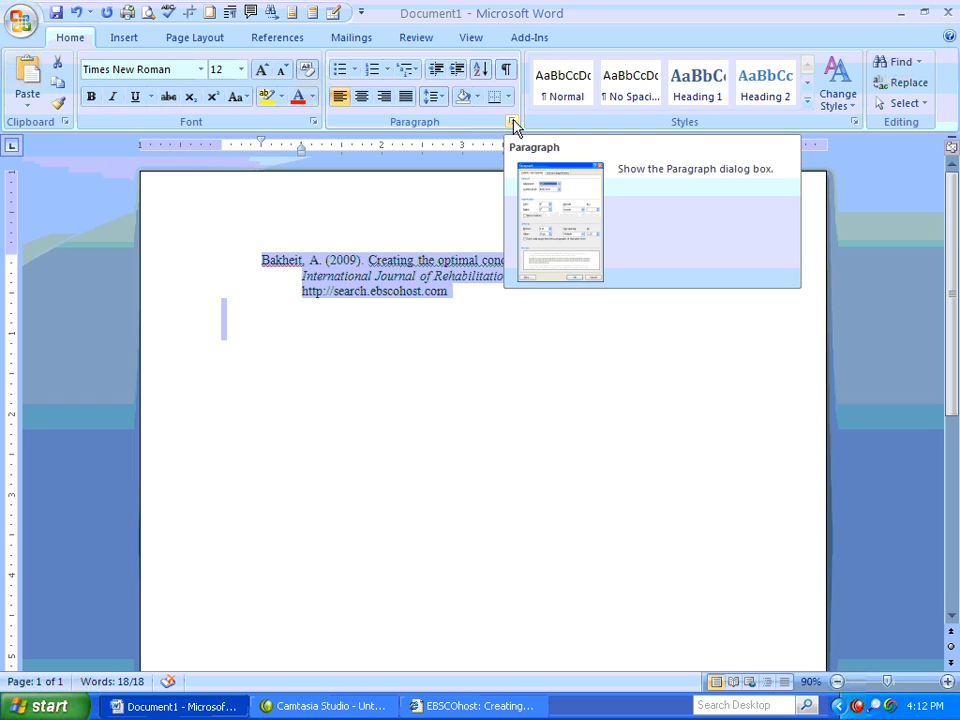 Document1 - Microsoft Word
Home Insert Page Layout References Mailings Review View Add-Ins
Paste
Times New Roman 12
AaBbCcDc AaBbCcDc AaBbC AaBbCc
¶ Normal ¶ No Spaci... Heading 1 Heading 2
Change Styles
Find
Replace
Select
Clipboard Font Paragraph Styles Editing
1 1 2 3
Paragraph
Show the Paragraph dialog box.
Bakheit, A. (2009). Creating the optimal
International Journal of
http://search.ebscohost.com
Page: 1 of 1 Words: 18/18 90%
start Document1 - Microsof... Camtasia Studio - Unt... EBSCOhost: Creating... Search Desktop 4:12 PM